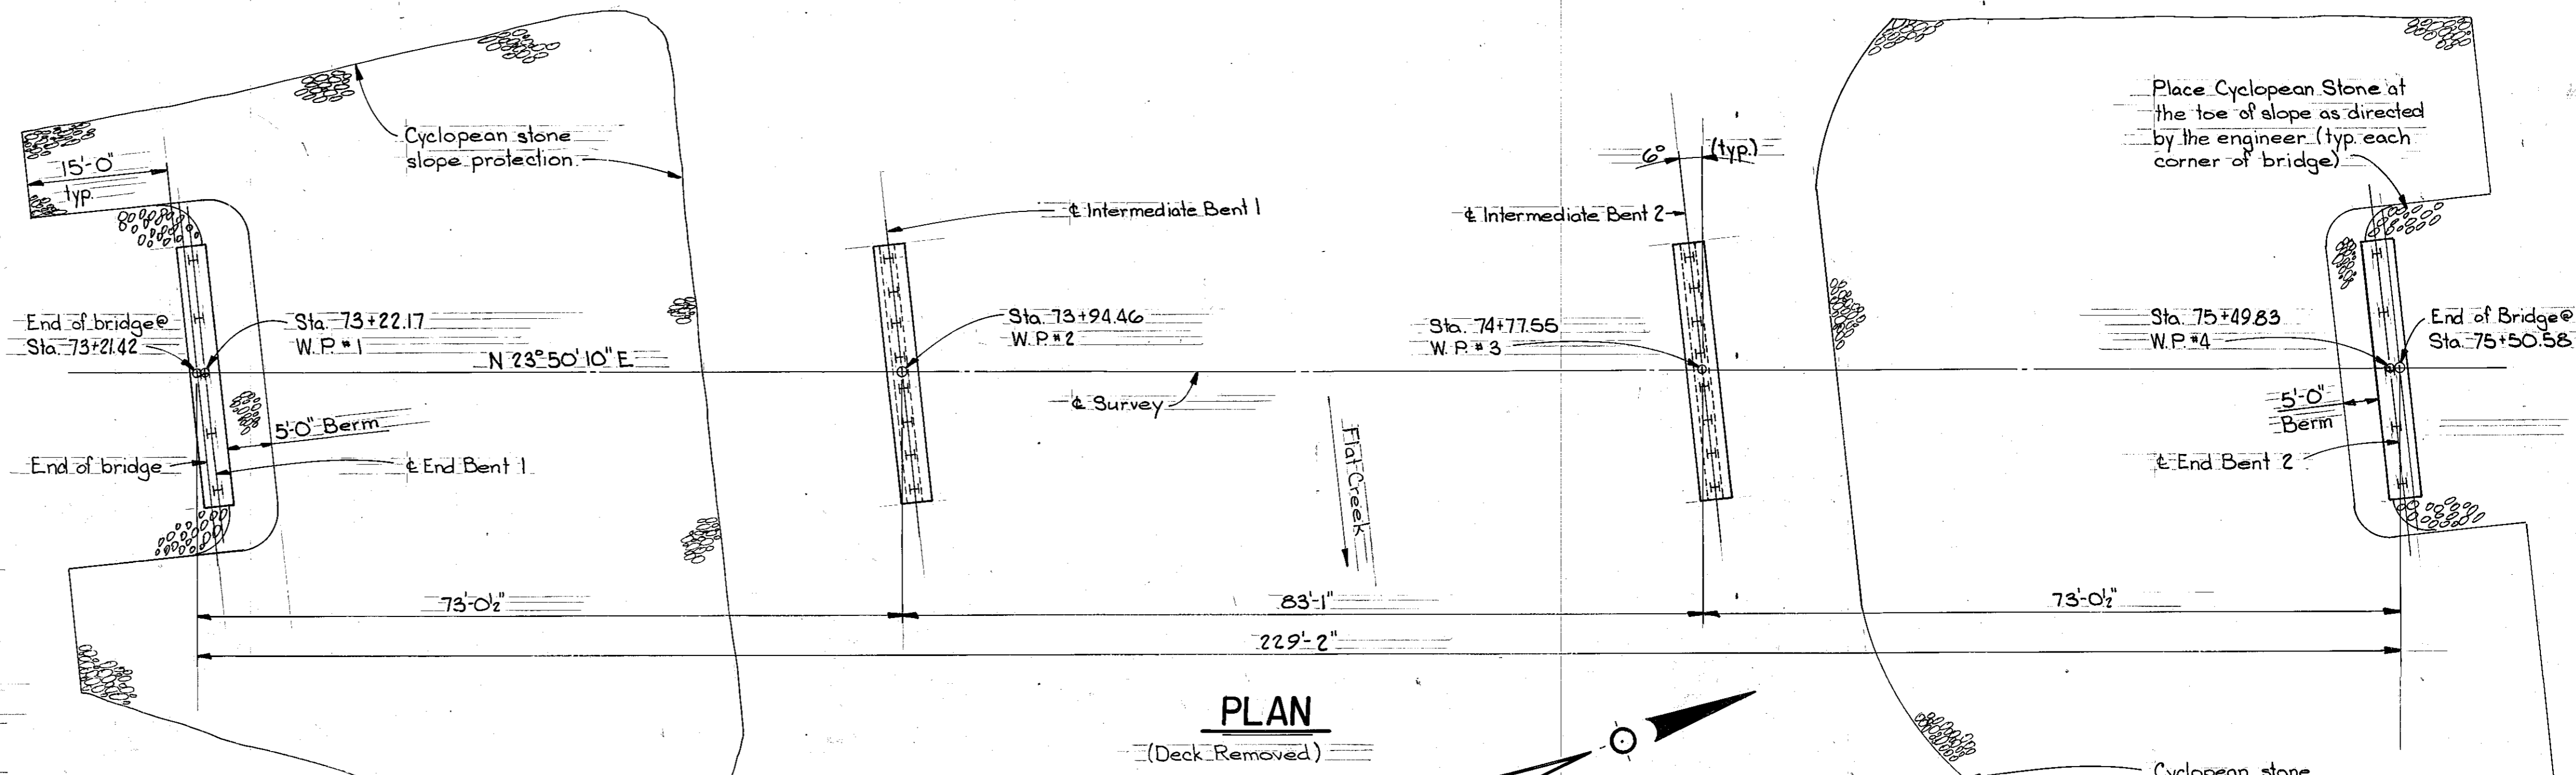 Cyclopean stone
slope protection
15'-0"
typ.
End of bridge @
Sta. 73+21.42
Sta. 73+22.17
W.P. #1
N 23°50'10" E
5'-0" Berm
End of bridge
℄ End Bent 1
℄ Intermediate Bent 1
Sta. 73+94.46
W.P. #2
℄ Survey
Flat Creek
℄ Intermediate Bent 2
6° (typ.)
Sta. 74+77.55
W.P. #3
Place Cyclopean Stone at
the toe of slope as directed
by the engineer (typ. each
corner of bridge)
Sta. 75+49.83
W.P. #4
End of Bridge @
Sta. 75+50.58
5'-0"
Berm
℄ End Bent 2
73'-0½"
83'-1"
73'-0½"
229'-2"
PLAN
(Deck Removed)
Cyclopean stone